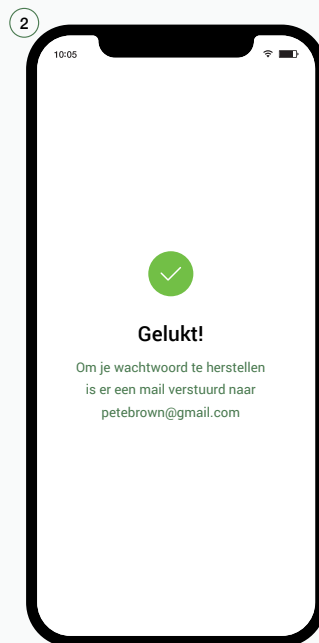 2
10:05
Gelukt!
Om je wachtwoord te herstellen
is er een mail verstuurd naar
petebrown@gmail.com